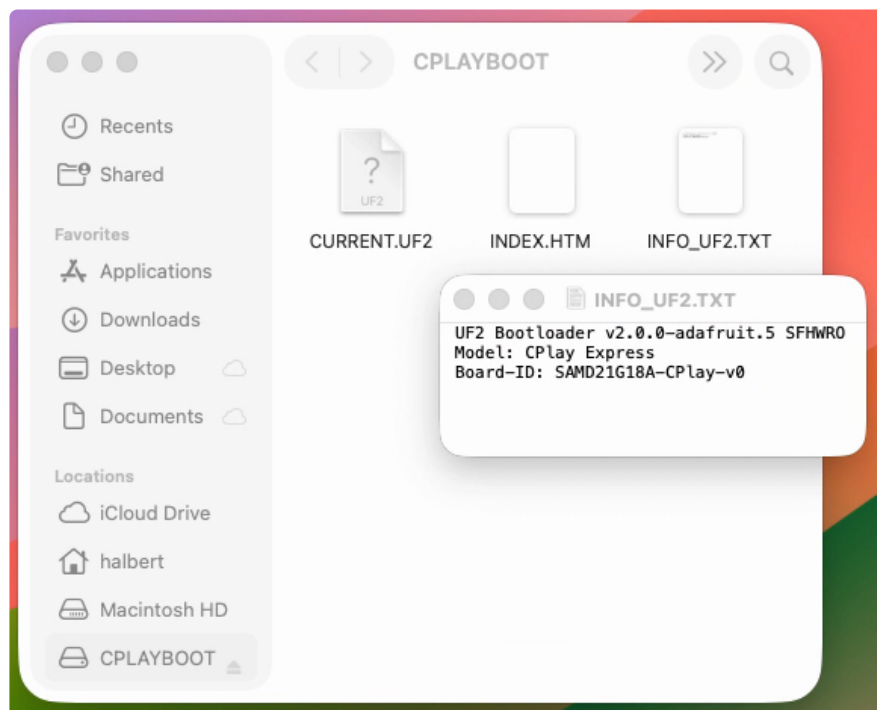 CPLAYBOOT
Recents
Shared
Favorites
Applications
Downloads
Desktop
Documents
Locations
iCloud Drive
halbert
Macintosh HD
CPLAYBOOT
?
UF2
CURRENT.UF2
INDEX.HTM
INFO_UF2.TXT
INFO_UF2.TXT
UF2 Bootloader v2.0.0-adafruit.5 SFHWRO
Model: CPlay Express
Board-ID: SAMD21G18A-CPlay-v0